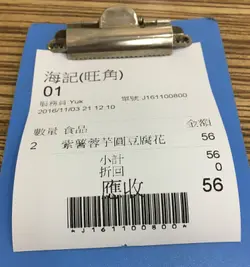 海記(旺角)
01
服務員 Yue 單號 J161100800
2016/11/03 21:12:10
數量 食品 金額
2 紫薯蓉芋圓豆腐花 56
小計 56
折回 0
應收 56
*J161100800*